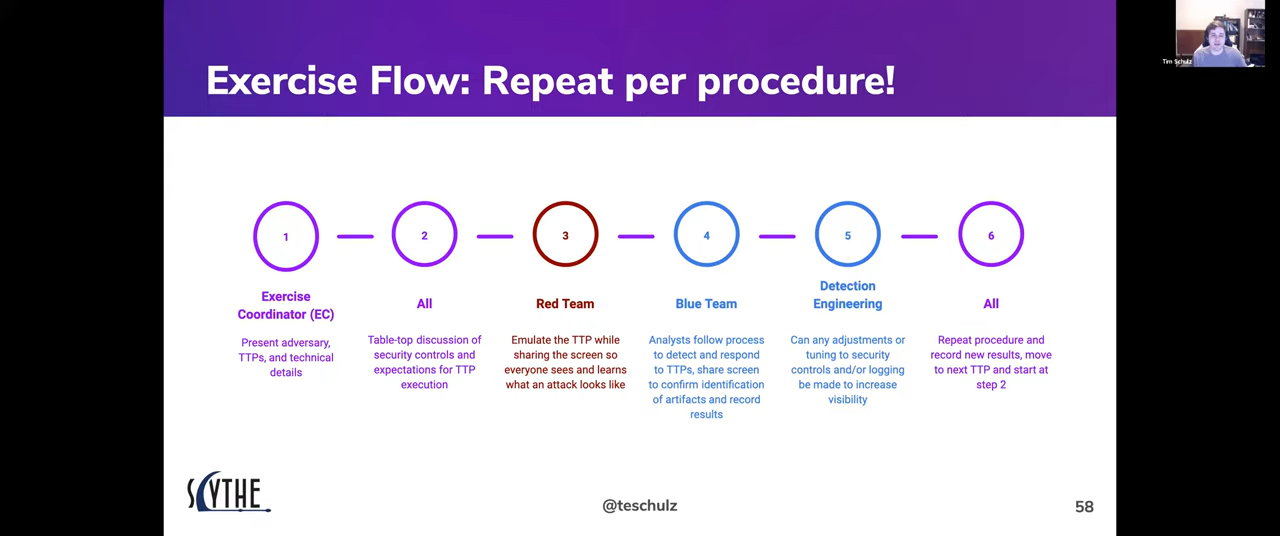 Exercise Flow: Repeat per procedure!
Tim Schulz
1
2
3
4
5
6
Exercise
Coordinator (EC)
Present adversary,
TTPs, and technical
details
All
Table-top discussion of
security controls and
expectations for TTP
execution
Red Team
Emulate the TTP while
sharing the screen so
everyone sees and learns
what an attack looks like
Blue Team
Analysts follow process
to detect and respond
to TTPs, share screen
to confirm identification
of artifacts and record
results
Detection
Engineering
Can any adjustments or
tuning to security
controls and/or logging
be made to increase
visibility
All
Repeat procedure and
record new results, move
to next TTP and start at
step 2
SCYTHE
@teschulz
58